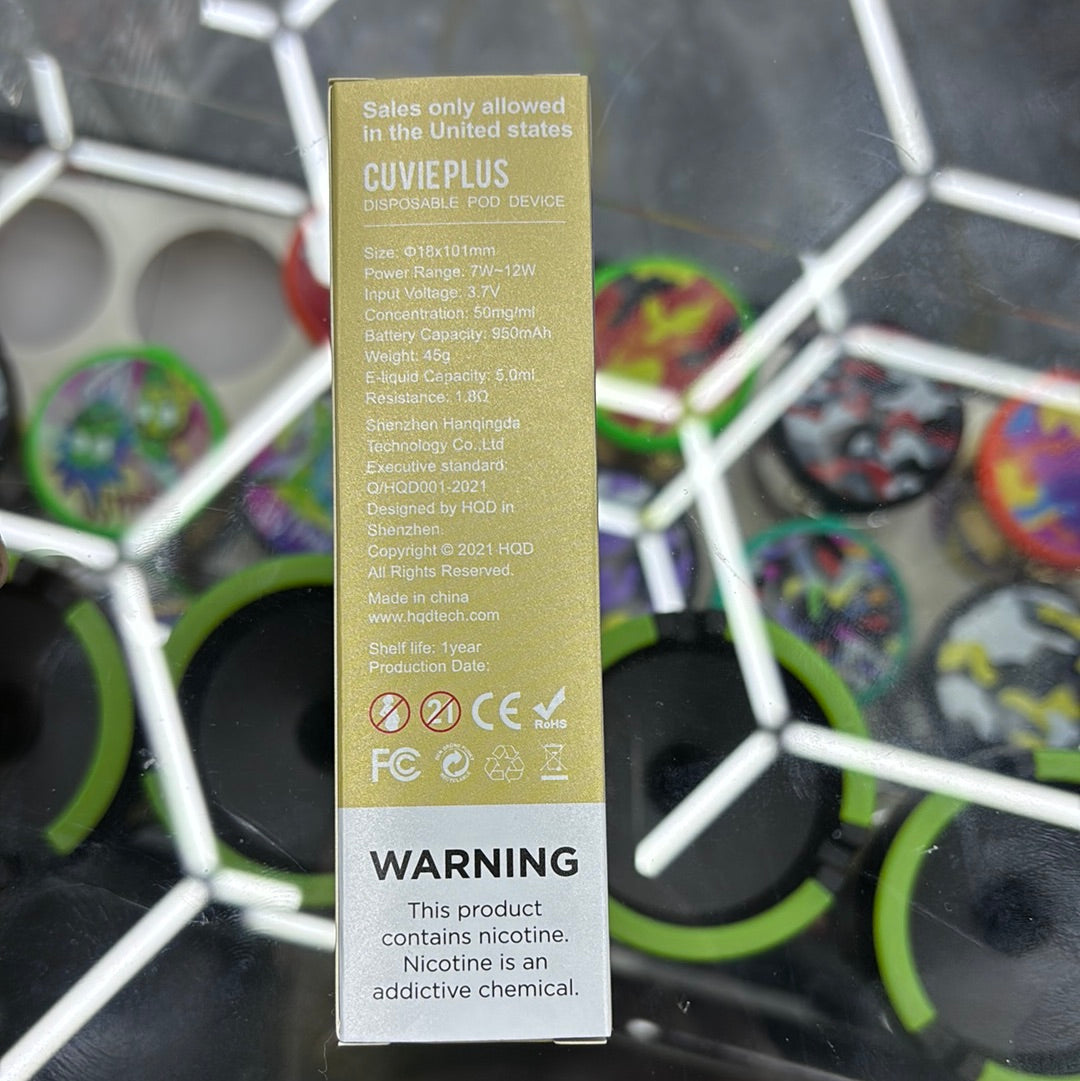 Sales only allowed
in the United states
CUVIE PLUS
DISPOSABLE POD DEVICE
Size: Φ18x101mm
Power Range: 7W~12W
Input Voltage: 3.7V
Concentration: 50mg/ml
Battery Capacity: 950mAh
Weight: 45g
E-liquid Capacity: 5.0ml
Resistance: 1.8Ω
Shenzhen Hanqingda
Technology Co.,Ltd
Executive standard:
Q/HQD001-2021
Designed by HQD in
Shenzhen.
Copyright © 2021 HQD
All Rights Reserved.
Made in china
www.hqdtech.com
Shelf life: 1year
Production Date:
21 CE RoHS
FC
WARNING
This product
contains nicotine.
Nicotine is an
addictive chemical.